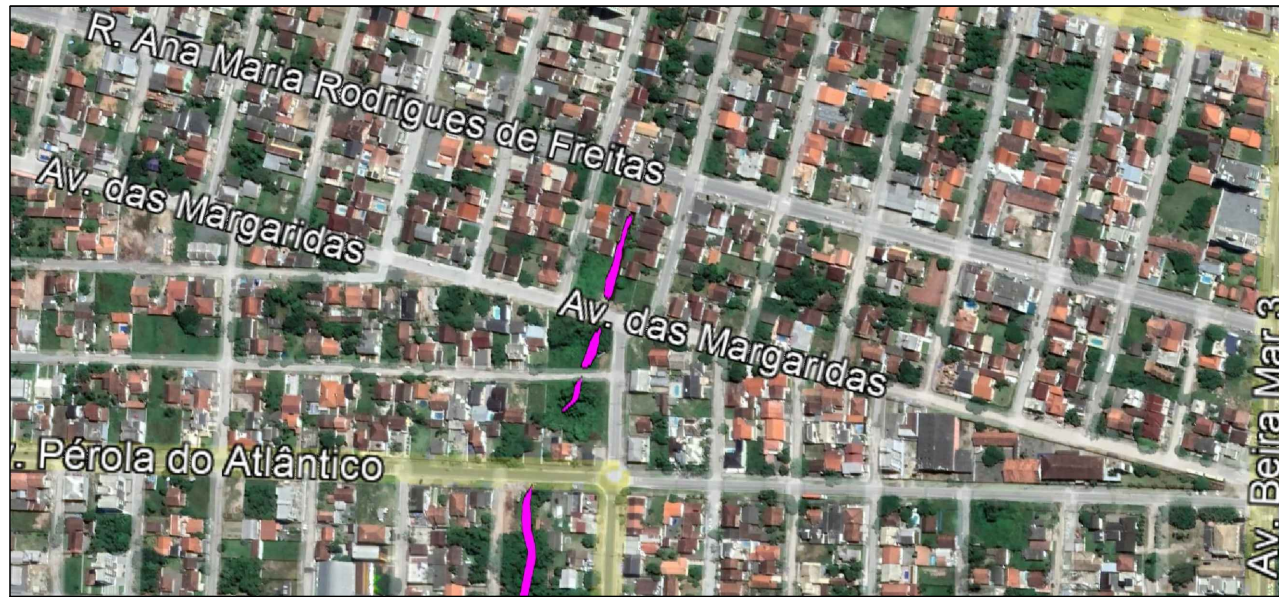 R. Ana Maria Rodrigues de Freitas
Av. das Margaridas
Av. das Margaridas
Av. Beira Mar 3
. Pérola do Atlântico